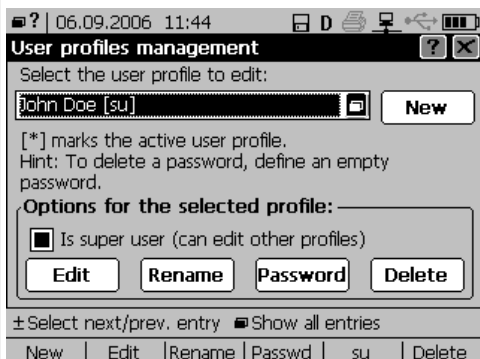 ? 06.09.2006 11:44 D
User profiles management ? X
Select the user profile to edit:
John Doe [su]
New
[*] marks the active user profile.
Hint: To delete a password, define an empty
password.
Options for the selected profile:
Is super user (can edit other profiles)
Edit Rename Password Delete
± Select next/prev. entry Show all entries
New Edit Rename Passwd su Delete